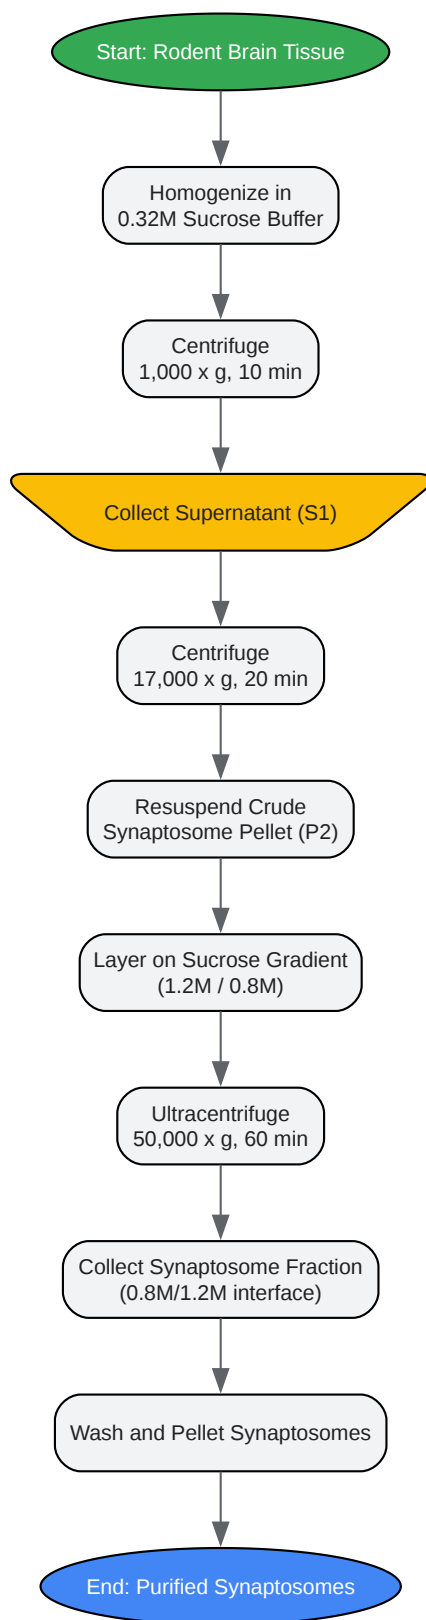 Start: Rodent Brain Tissue
Homogenize in
0.32M Sucrose Buffer
Centrifuge
1,000 x g, 10 min
Collect Supernatant (S1)
Centrifuge
17,000 x g, 20 min
Resuspend Crude
Synaptosome Pellet (P2)
Layer on Sucrose Gradient
(1.2M / 0.8M)
Ultracentrifuge
50,000 x g, 60 min
Collect Synaptosome Fraction
(0.8M/1.2M interface)
Wash and Pellet Synaptosomes
End: Purified Synaptosomes